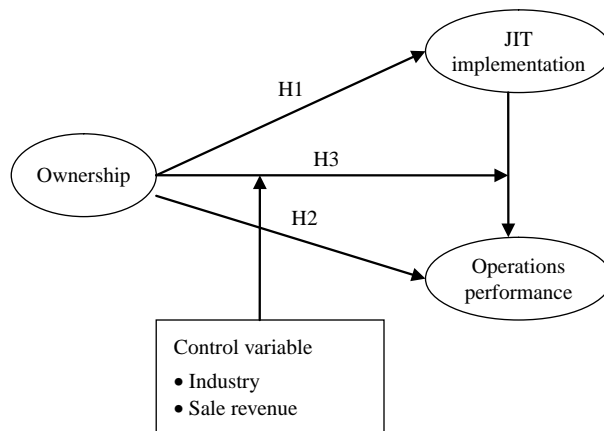 JIT
implementation
H1
H3
Ownership
H2
Operations
performance
Control variable
• Industry
• Sale revenue